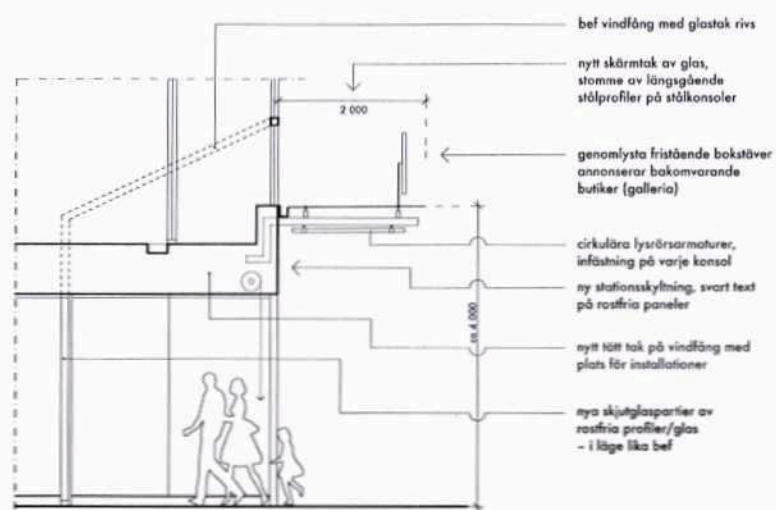 bef vindfång med glastak rivs
nytt skärmtak av glas,
stomme av längsgående
stålprofiler på stålkonsoler
2 000
genomlysta fristående bokstäver
annonserar bakomvarande
butiker (galleria)
cirkulära lysrörsarmaturer,
infästning på varje konsol
ny stationsskyltning, svart text
på rostfria paneler
ca 4 000
nytt tätt tak på vindfång med
plats för installationer
nya skjutglaspartier av
rostfria profiler/glas
– i läge lika bef